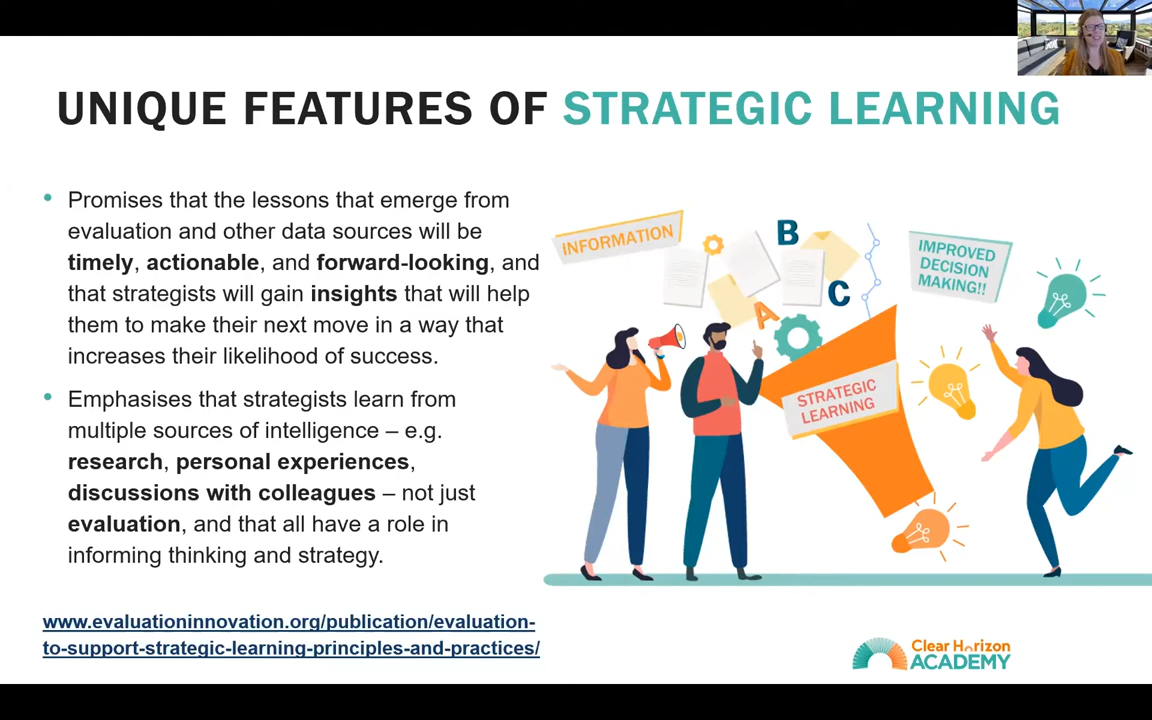 UNIQUE FEATURES OF STRATEGIC LEARNING
• Promises that the lessons that emerge from
evaluation and other data sources will be
timely, actionable, and forward-looking, and
that strategists will gain insights that will help
them to make their next move in a way that
increases their likelihood of success.
• Emphasises that strategists learn from
multiple sources of intelligence – e.g.
research, personal experiences,
discussions with colleagues – not just
evaluation, and that all have a role in
informing thinking and strategy.
www.evaluationinnovation.org/publication/evaluation-
to-support-strategic-learning-principles-and-practices/
INFORMATION
B
C
A
STRATEGIC
LEARNING
IMPROVED
DECISION
MAKING!!
Clear Horizon
ACADEMY